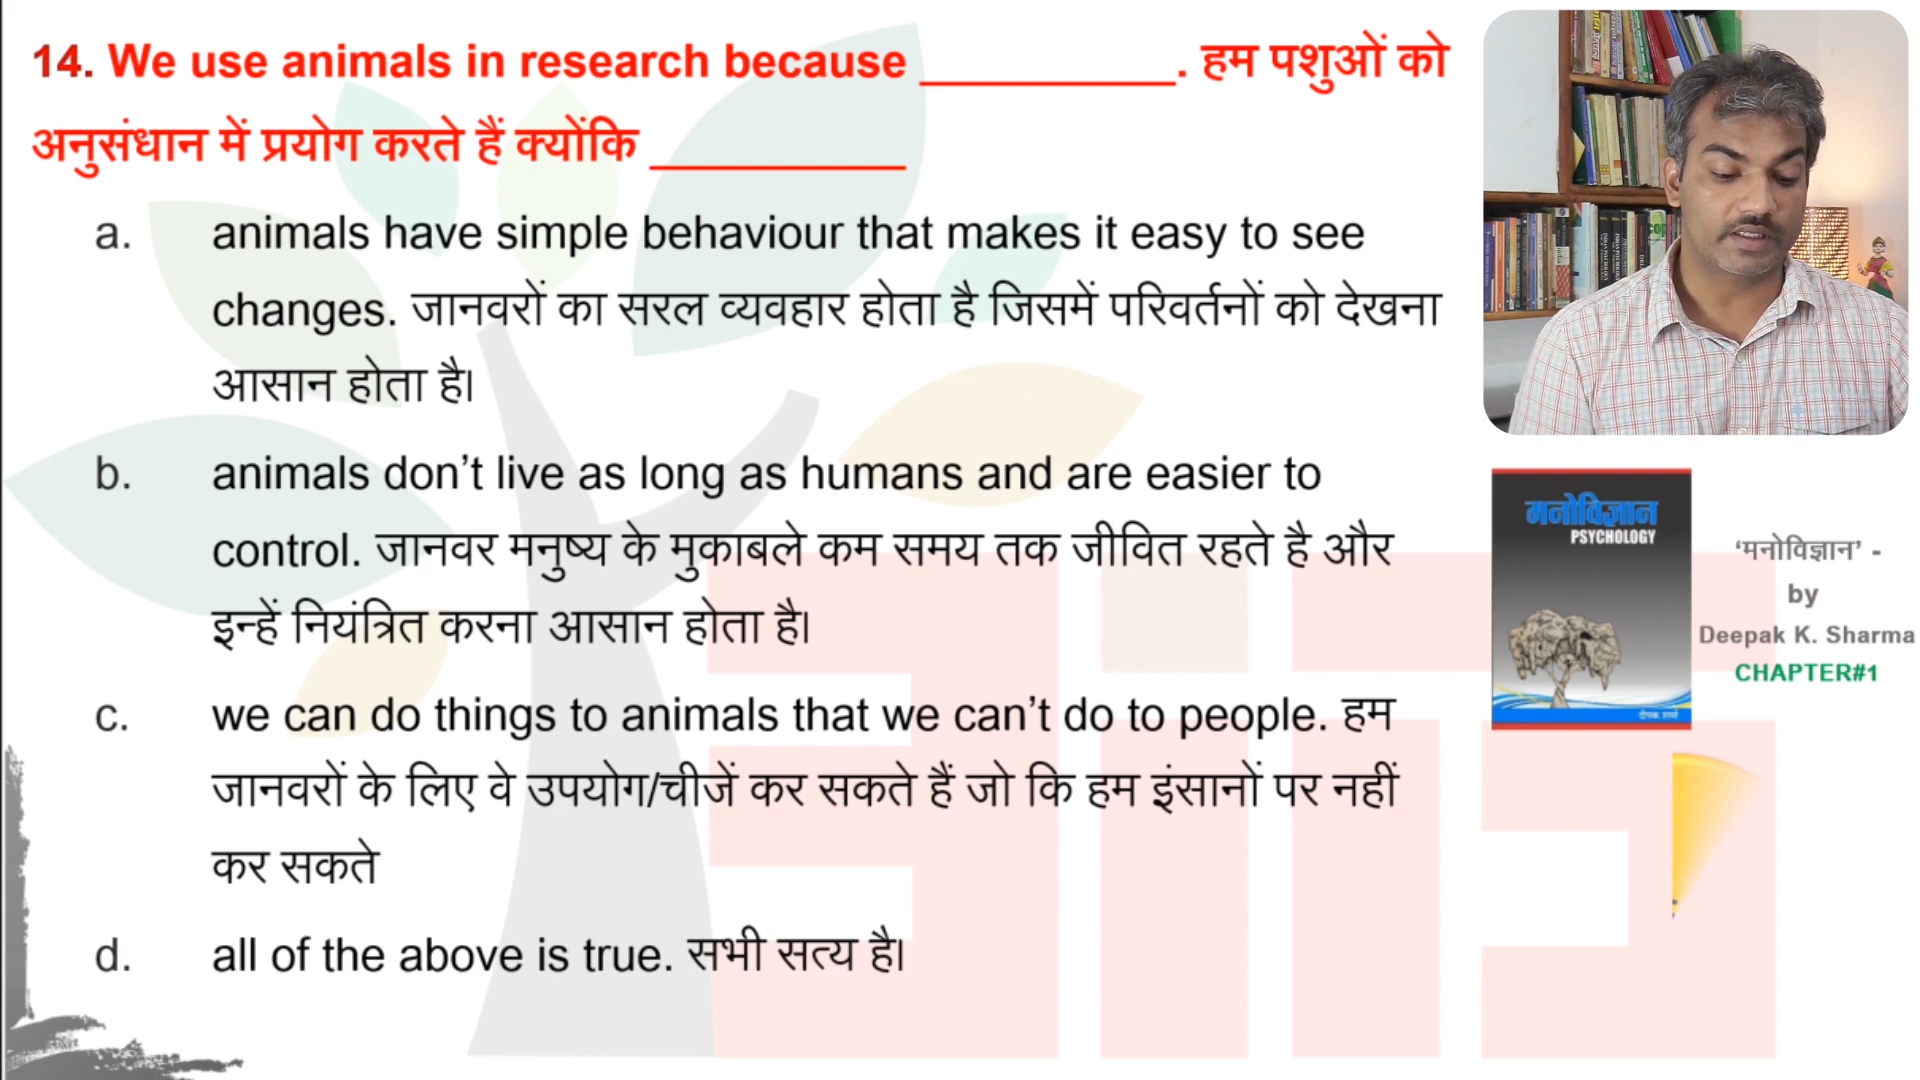 14. We use animals in research because __________. हम पशुओं को
अनुसंधान में प्रयोग करते हैं क्योंकि __________
a. animals have simple behaviour that makes it easy to see
changes. जानवरों का सरल व्यवहार होता है जिसमें परिवर्तनों को देखना
आसान होता है।
b. animals don’t live as long as humans and are easier to
control. जानवर मनुष्य के मुकाबले कम समय तक जीवित रहते है और
इन्हें नियंत्रित करना आसान होता है।
c. we can do things to animals that we can’t do to people. हम
जानवरों के लिए वे उपयोग/चीजें कर सकते हैं जो कि हम इंसानों पर नहीं
कर सकते
d. all of the above is true. सभी सत्य है।
मनोविज्ञान
PSYCHOLOGY
दीपक शर्मा
‘मनोविज्ञान’ -
by
Deepak K. Sharma
CHAPTER#1